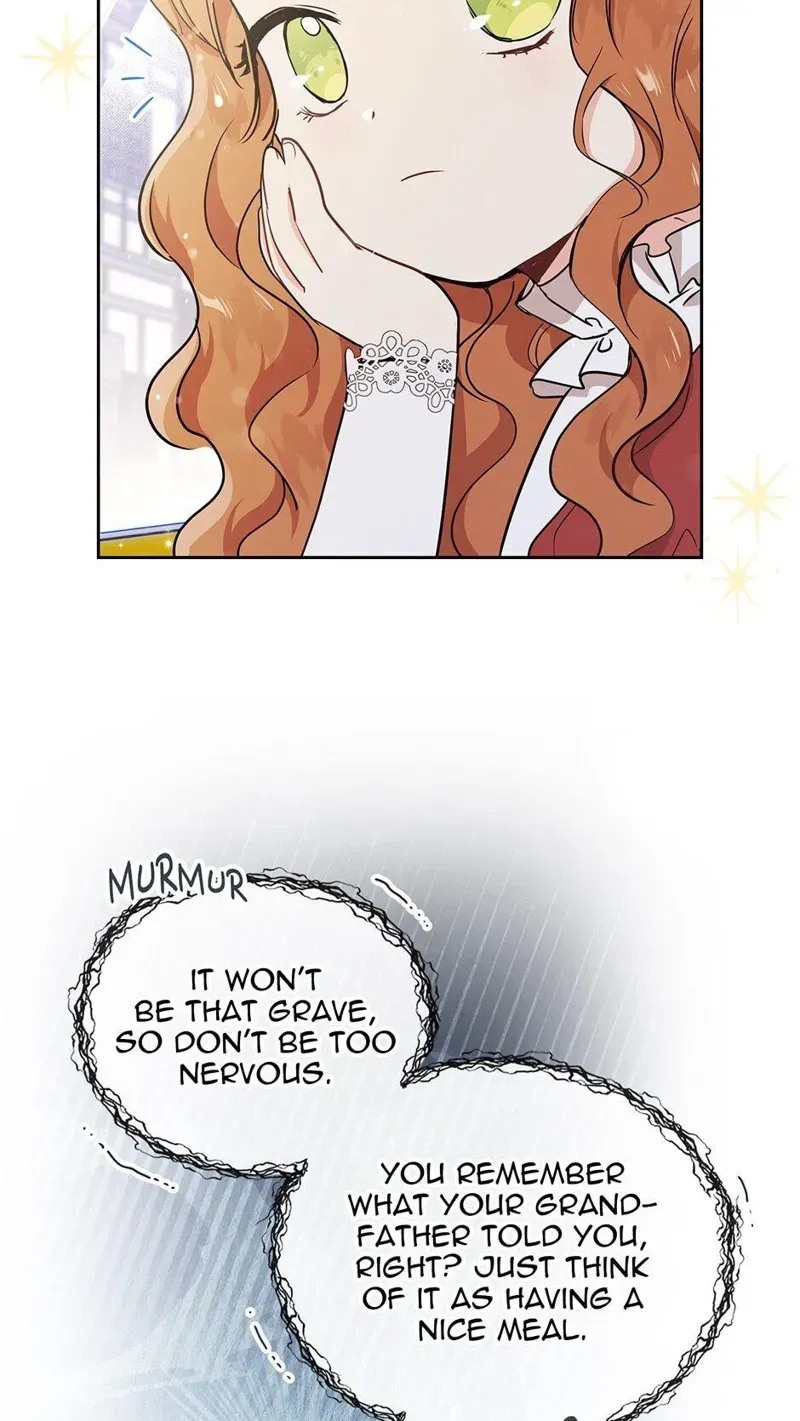 MURMUR
IT WON'T
BE THAT GRAVE,
SO DON'T BE TOO
NERVOUS.
YOU REMEMBER
WHAT YOUR GRAND-
FATHER TOLD YOU,
RIGHT? JUST THINK
OF IT AS HAVING A
NICE MEAL.